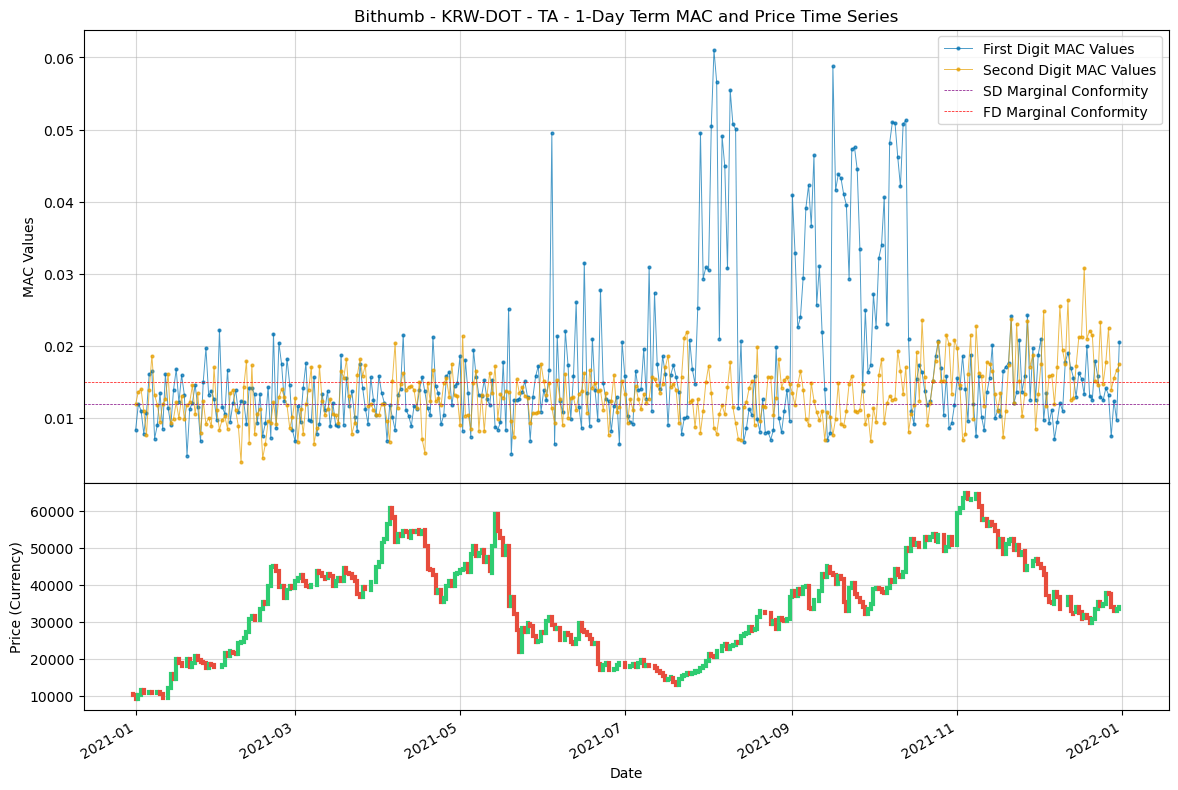 Bithumb - KRW-DOT - TA - 1-Day Term MAC and Price Time Series
First Digit MAC Values
Second Digit MAC Values
SD Marginal Conformity
FD Marginal Conformity
MAC Values
0.06
0.05
0.04
0.03
0.02
0.01
Price (Currency)
60000
50000
40000
30000
20000
10000
2021-01
2021-03
2021-05
2021-07
2021-09
2021-11
2022-01
Date